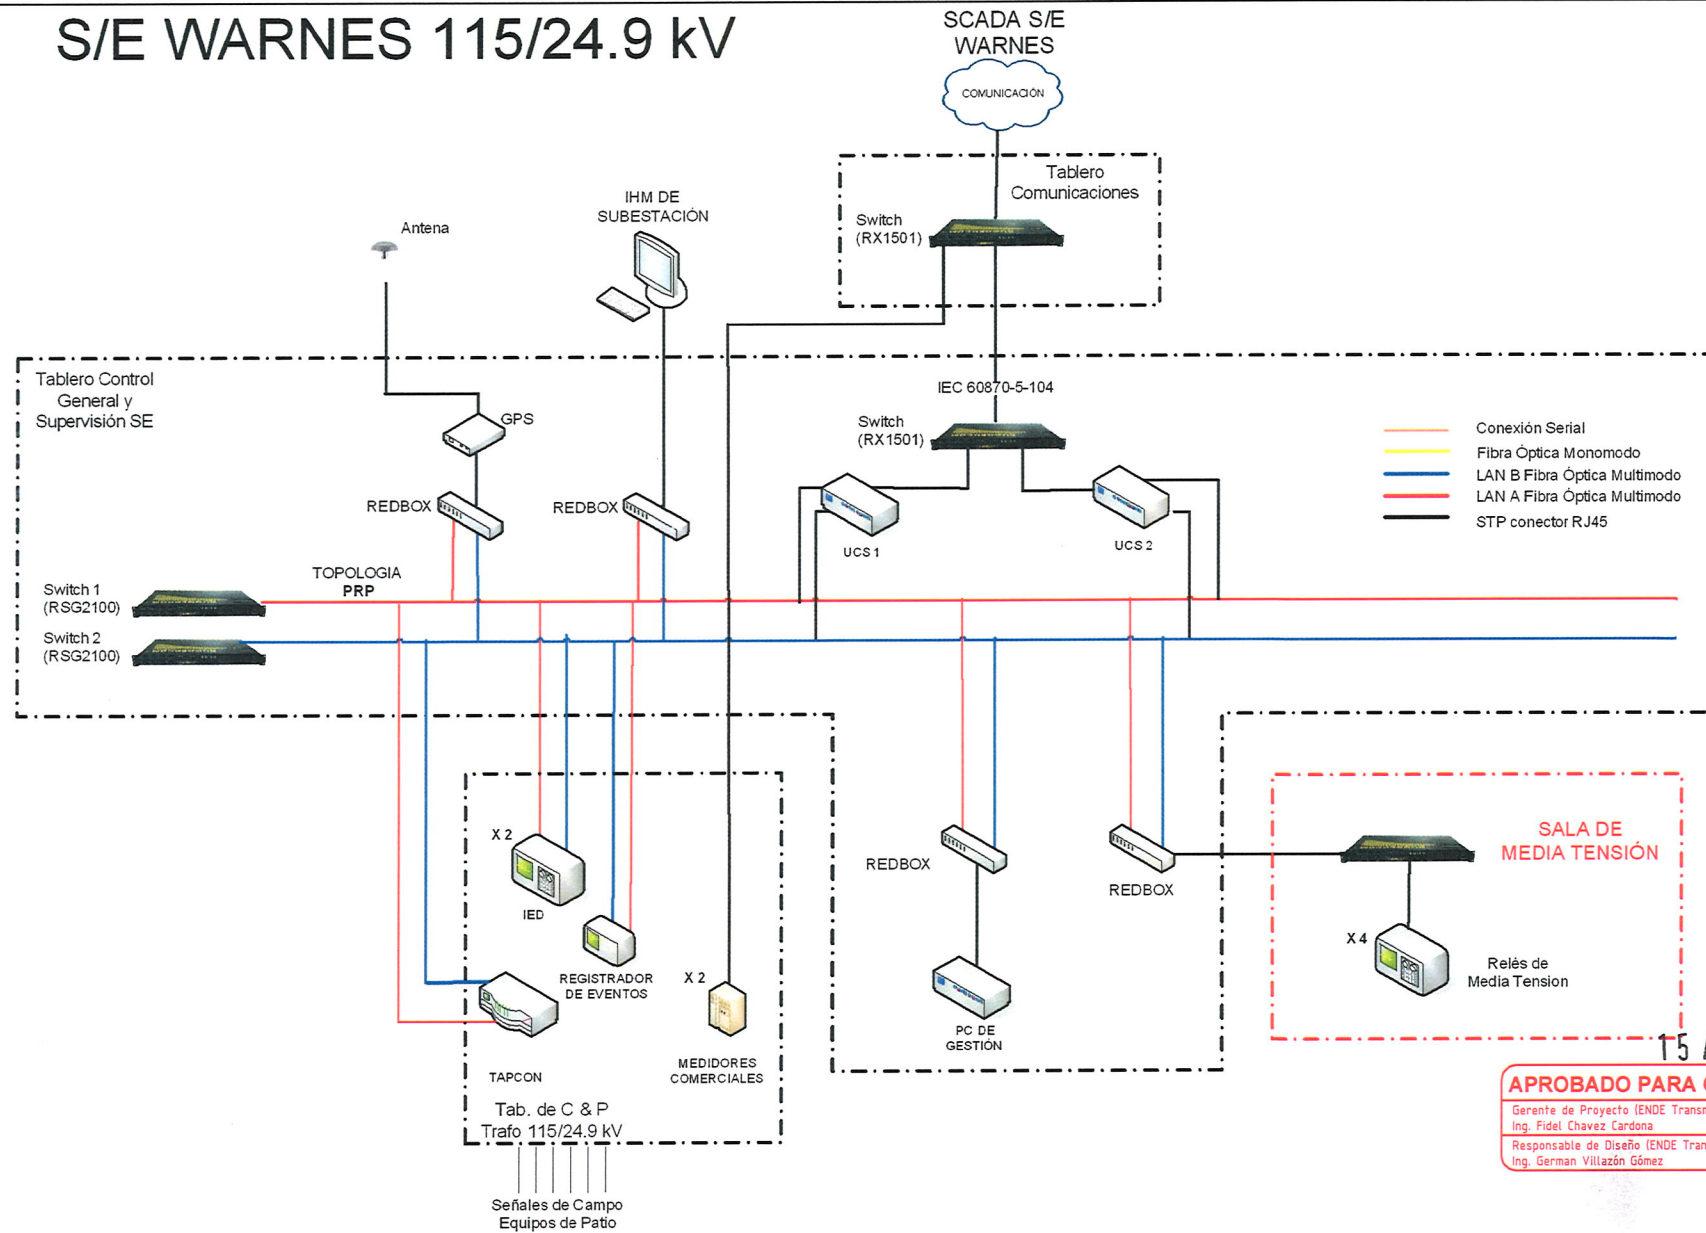 S/E WARNES 115/24.9 kV
SCADA S/E
WARNES
COMUNICACIÓN
Tablero
Comunicaciones
Switch
(RX1501)
IHM DE
SUBESTACIÓN
Antena
Tablero Control
General y
Supervisión SE
GPS
IEC 60870-5-104
Switch
(RX1501)
Conexión Serial
Fibra Óptica Monomodo
LAN B Fibra Óptica Multimodo
LAN A Fibra Óptica Multimodo
STP conector RJ45
REDBOX
REDBOX
UCS 1
UCS 2
TOPOLOGIA
PRP
Switch 1
(RSG2100)
Switch 2
(RSG2100)
X 2
IED
REGISTRADOR
DE EVENTOS
X 2
MEDIDORES
COMERCIALES
TAPCON
Tab. de C & P
Trafo 115/24.9 kV
Señales de Campo
Equipos de Patio
REDBOX
PC DE
GESTIÓN
REDBOX
SALA DE
MEDIA TENSIÓN
X 4
Relés de
Media Tension
15
APROBADO PARA
Gerente de Proyecto (ENDE
Ing. Fidel Chavez Cardona
Responsable de Diseño (ENDE
Ing. German Villazón Gómez